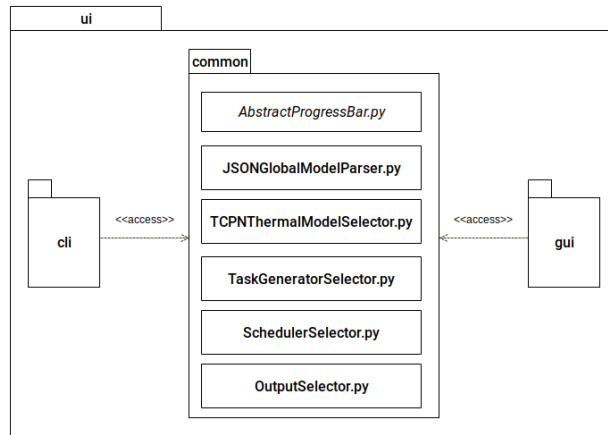 ui
common
AbstractProgressBar.py
JSONGlobalModelParser.py
<<access>>
TCPNThermalModelSelector.py
<<access>>
cli
gui
TaskGeneratorSelector.py
SchedulerSelector.py
OutputSelector.py